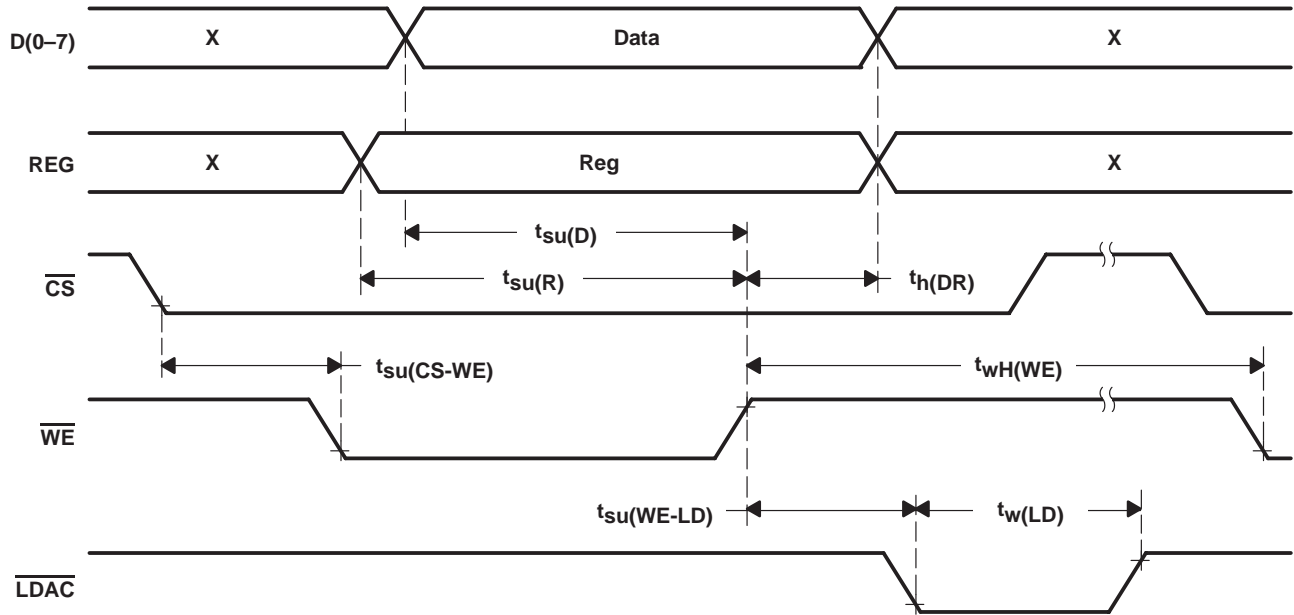 D(0–7) X Data X
REG X Reg X
tsu(D)
CS tsu(R) th(DR)
tsu(CS-WE) twH(WE)
WE
tsu(WE-LD) tw(LD)
LDAC